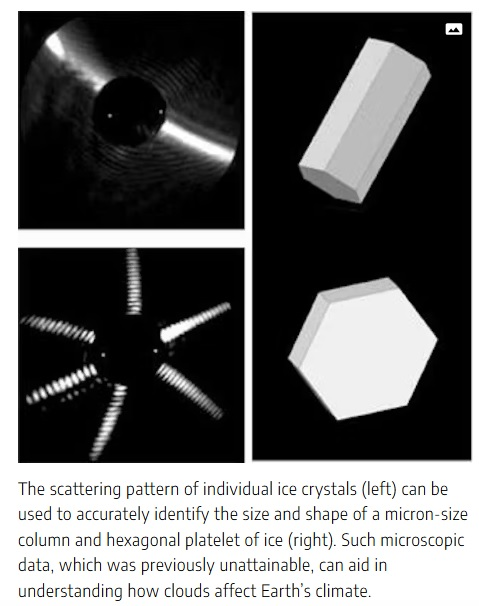 The scattering pattern of individual ice crystals (left) can be
used to accurately identify the size and shape of a micron-size
column and hexagonal platelet of ice (right). Such microscopic
data, which was previously unattainable, can aid in
understanding how clouds affect Earth’s climate.